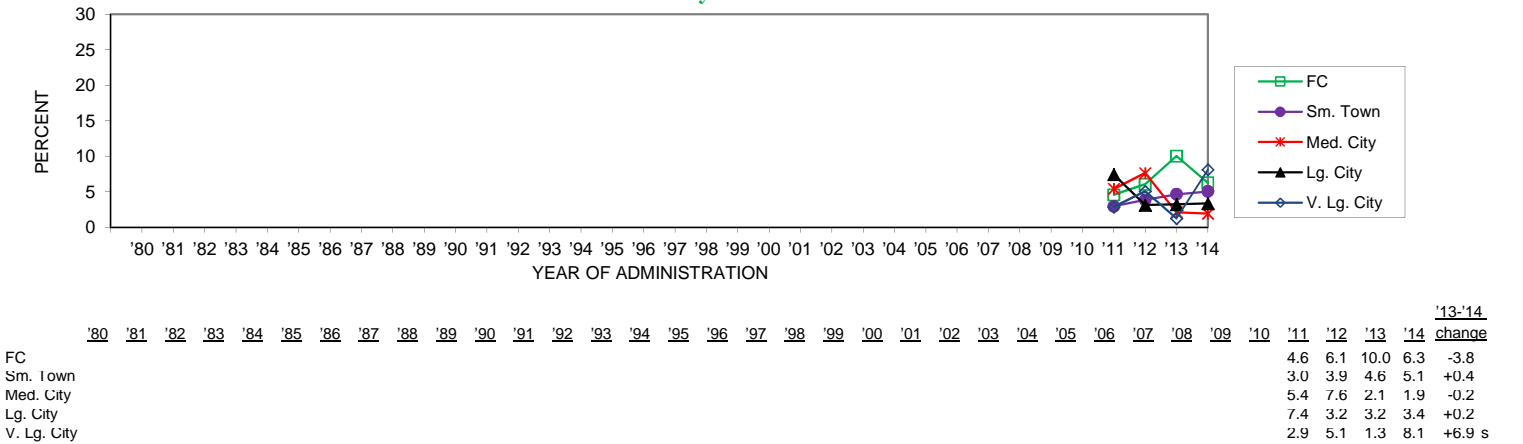 30
25
20
15
10
5
0
PERCENT
'80 '81 '82 '83 '84 '85 '86 '87 '88 '89 '90 '91 '92 '93 '94 '95 '96 '97 '98 '99 '00 '01 '02 '03 '04 '05 '06 '07 '08 '09 '10 '11 '12 '13 '14
YEAR OF ADMINISTRATION
FC
Sm. Town
Med. City
Lg. City
V. Lg. City
'13-'14
'80 '81 '82 '83 '84 '85 '86 '87 '88 '89 '90 '91 '92 '93 '94 '95 '96 '97 '98 '99 '00 '01 '02 '03 '04 '05 '06 '07 '08 '09 '10 '11 '12 '13 '14 change
FC 4.6 6.1 10.0 6.3 -3.8
Sm. Town 3.0 3.9 4.6 5.1 +0.4
Med. City 5.4 7.6 2.1 1.9 -0.2
Lg. City 7.4 3.2 3.2 3.4 +0.2
V. Lg. City 2.9 5.1 1.3 8.1 +6.9 s